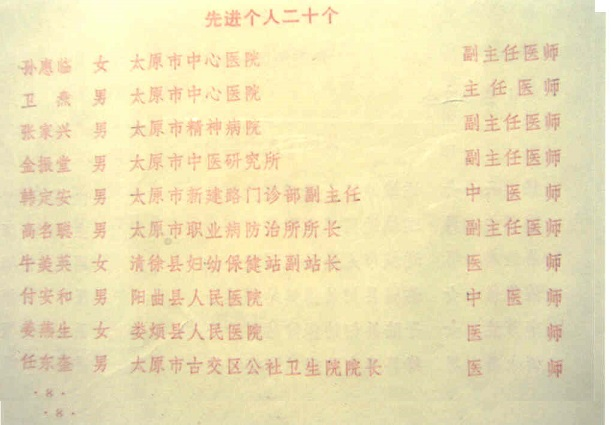 先进个人二十个
孙惠临 女 太原市中心医院 副主任医师
卫燕 男 太原市中心医院 主任医师
张家兴 男 太原市精神病院 副主任医师
金振堂 男 太原市中医研究所 副主任医师
韩定安 男 太原市新建路门诊部副主任 中医师
高名聪 男 太原市职业病防治所所长 副主任医师
牛美英 女 清徐县妇幼保健站副站长 医师
付安和 男 阳曲县人民医院 中医师
姜燕生 女 娄烦县人民医院 医师
任东奎 男 太原市古交区公社卫生院院长 医师
·8·
·8·